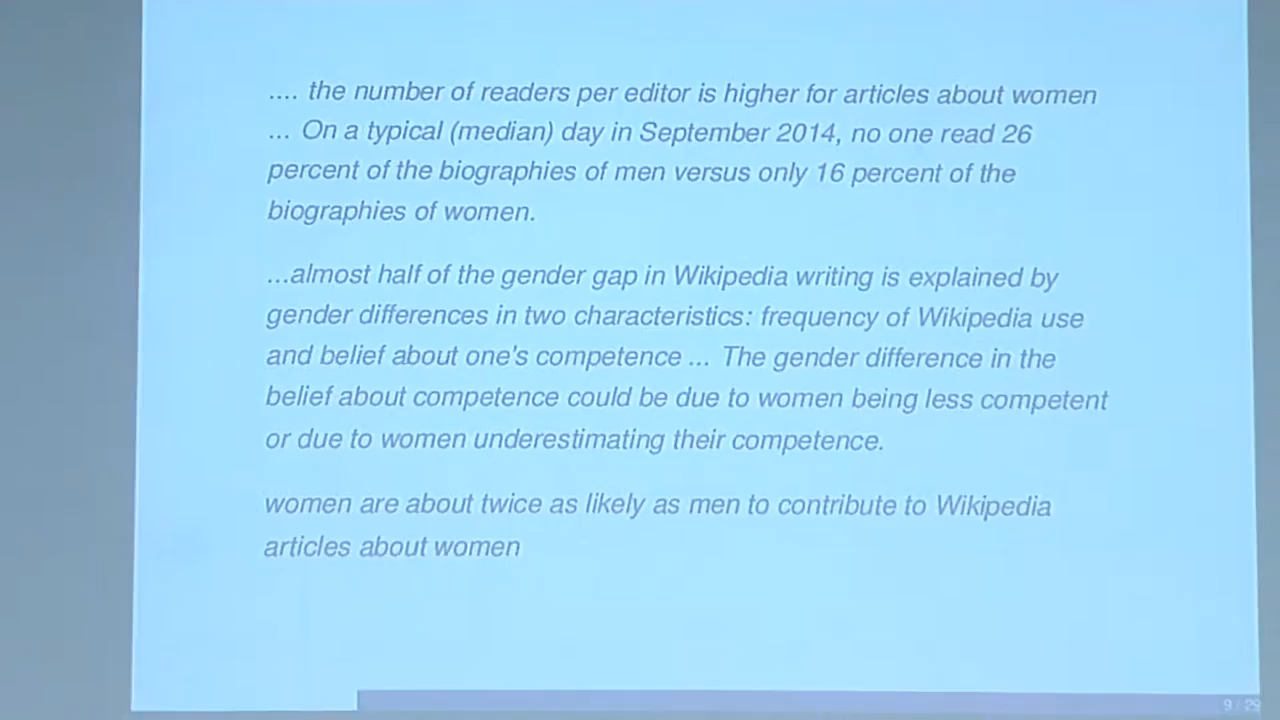 .... the number of readers per editor is higher for articles about women
... On a typical (median) day in September 2014, no one read 26
percent of the biographies of men versus only 16 percent of the
biographies of women.
...almost half of the gender gap in Wikipedia writing is explained by
gender differences in two characteristics: frequency of Wikipedia use
and belief about one's competence ... The gender difference in the
belief about competence could be due to women being less competent
or due to women underestimating their competence.
women are about twice as likely as men to contribute to Wikipedia
articles about women
9 / 29